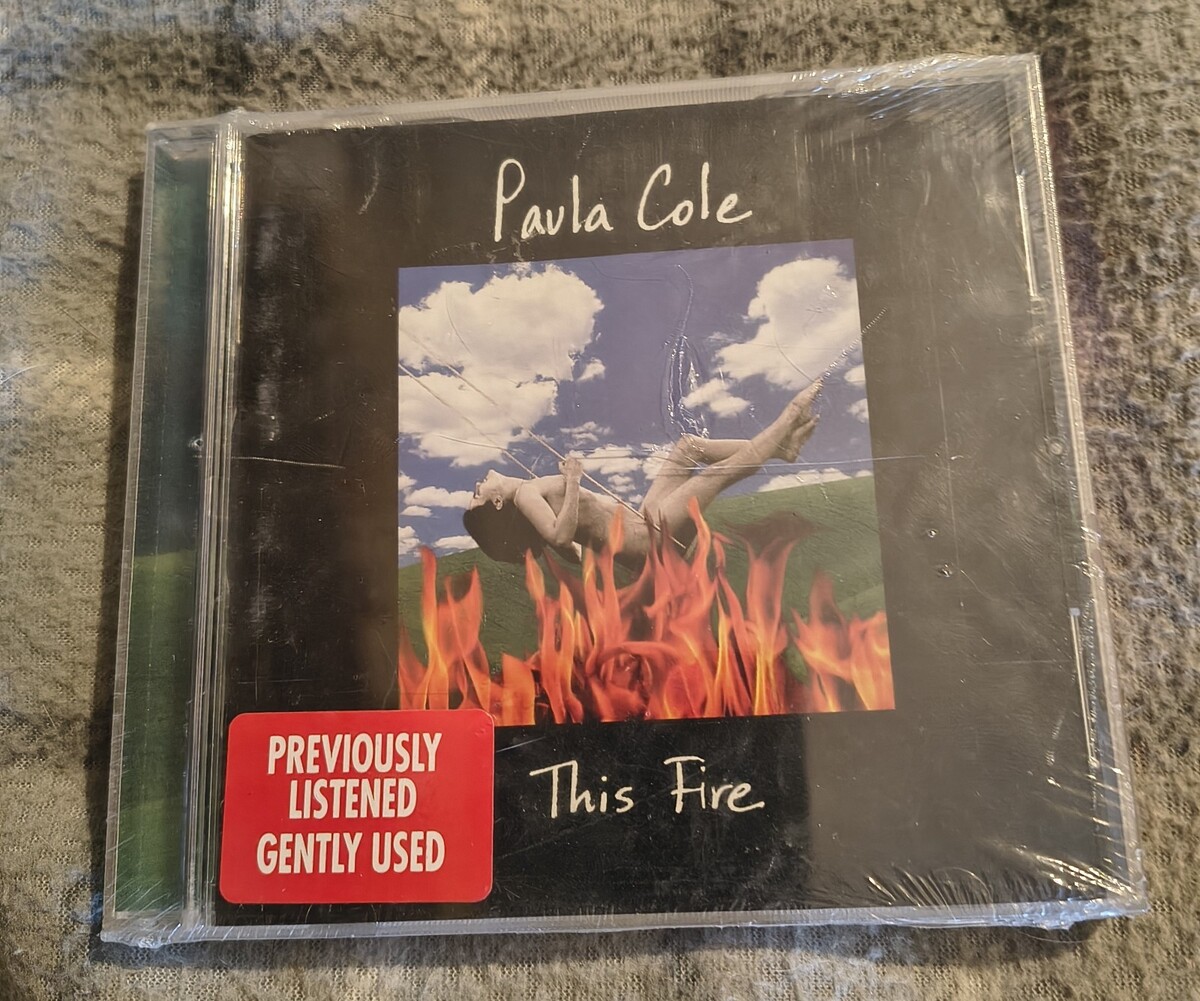 Paula Cole
This Fire
PREVIOUSLY
LISTENED
GENTLY USED